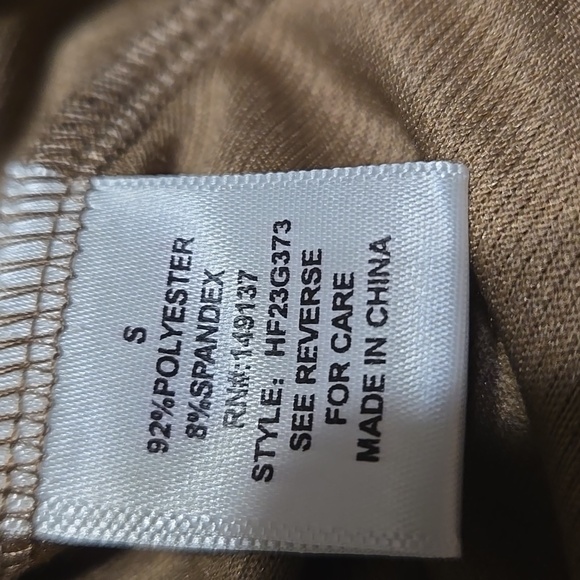 S
92%POLYESTER
8%SPANDEX
RN#:149137
STYLE: HF23G373
SEE REVERSE
FOR CARE
MADE IN CHINA